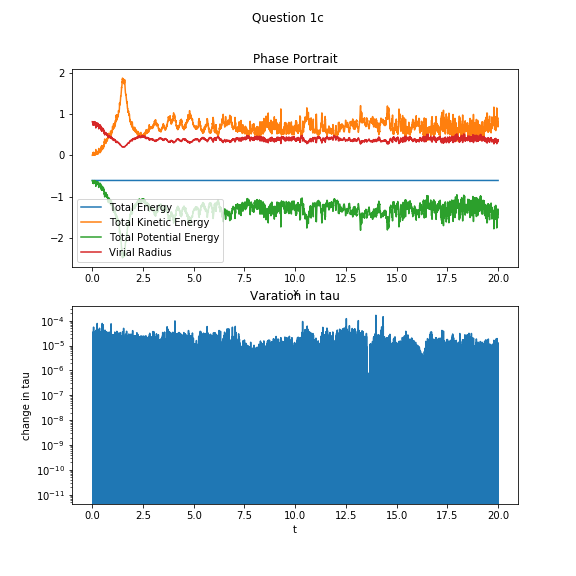 Question 1c
Phase Portrait
2
1
0
−1
−2
Total Energy
Total Kinetic Energy
Total Potential Energy
Virial Radius
0.0 2.5 5.0 7.5 10.0 12.5 15.0 17.5 20.0
x
Varation in tau
change in tau
10⁻⁴
10⁻⁵
10⁻⁶
10⁻⁷
10⁻⁸
10⁻⁹
10⁻¹⁰
10⁻¹¹
0.0 2.5 5.0 7.5 10.0 12.5 15.0 17.5 20.0
t